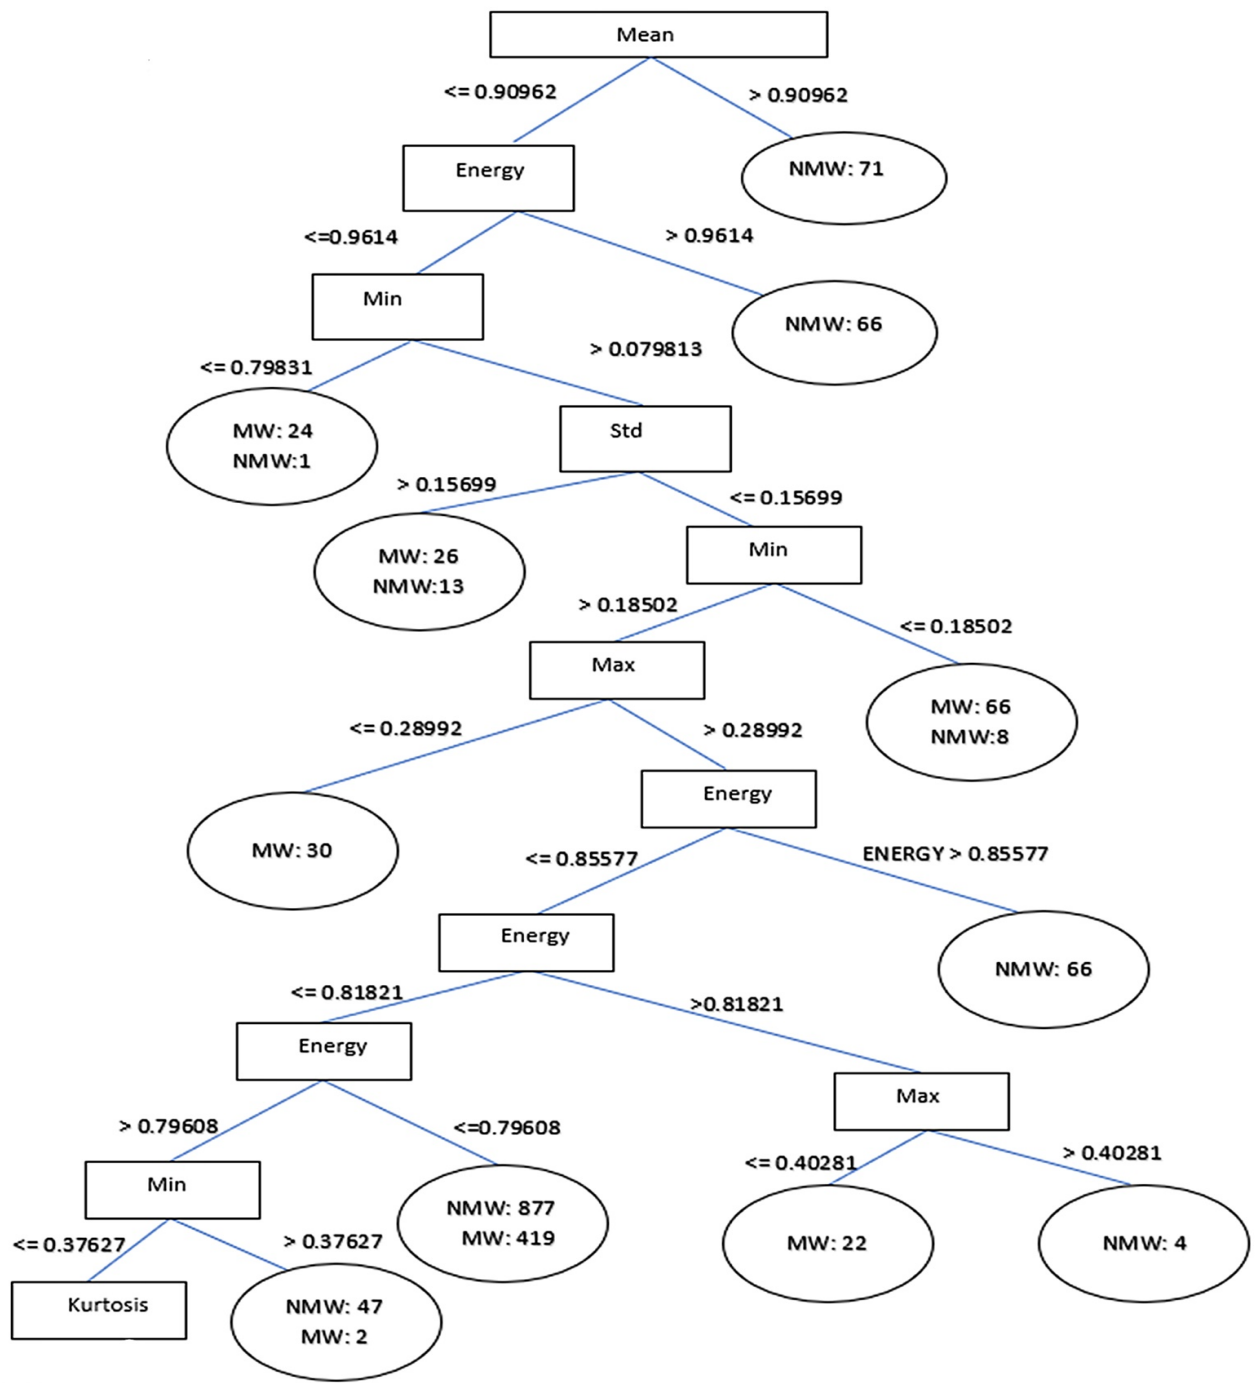 Mean
<= 0.90962
> 0.90962
Energy
NMW: 71
<=0.9614
> 0.9614
Min
NMW: 66
<= 0.79831
> 0.079813
MW: 24
NMW:1
Std
> 0.15699
<= 0.15699
MW: 26
NMW:13
Min
> 0.18502
<= 0.18502
Max
MW: 66
NMW:8
<= 0.28992
> 0.28992
Energy
MW: 30
<= 0.85577
ENERGY > 0.85577
Energy
NMW: 66
<= 0.81821
>0.81821
Energy
Max
> 0.79608
<=0.79608
<= 0.40281
> 0.40281
Min
NMW: 877
MW: 419
MW: 22
NMW: 4
<= 0.37627
> 0.37627
Kurtosis
NMW: 47
MW: 2